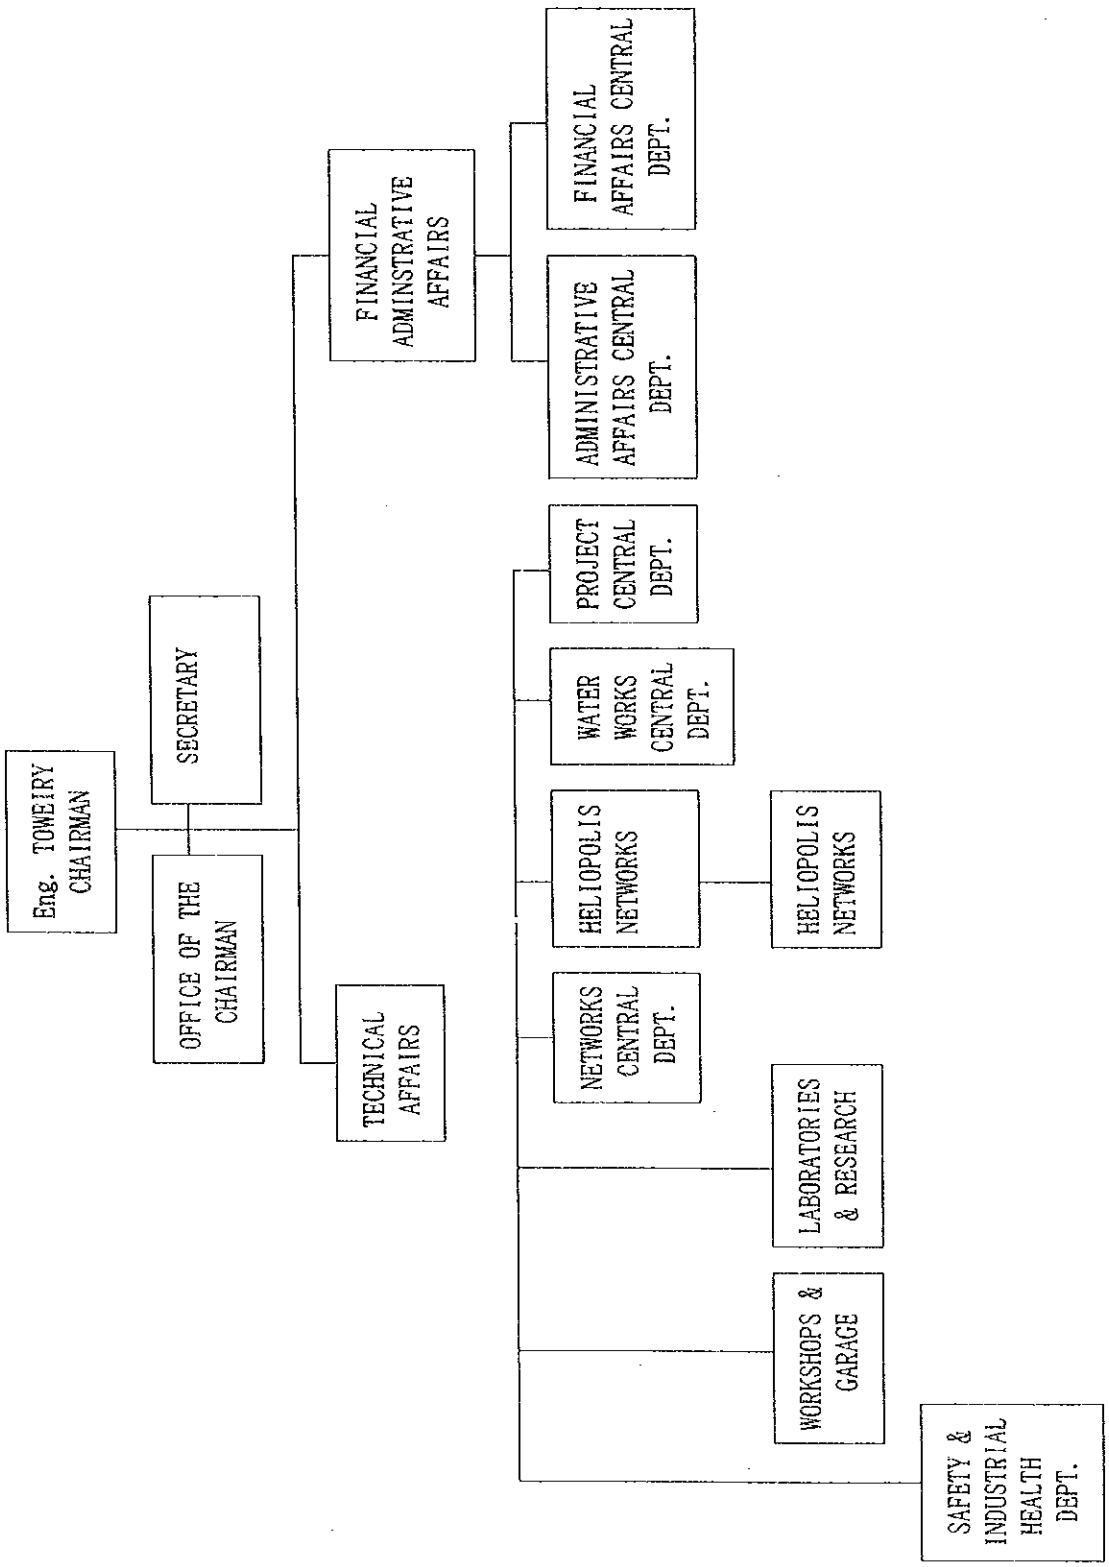 Eng. TOWEIRY
CHAIRMAN
OFFICE OF THE
CHAIRMAN
SECRETARY
TECHNICAL
AFFAIRS
FINANCIAL
ADMINSTRATIVE
AFFAIRS
NETWORKS
CENTRAL
DEPT.
HELIOPOLIS
NETWORKS
WATER
WORKS
CENTRAL
DEPT.
PROJECT
CENTRAL
DEPT.
ADMINISTRATIVE
AFFAIRS CENTRAL
DEPT.
FINANCIAL
AFFAIRS CENTRAL
DEPT.
WORKSHOPS &
GARAGE
LABORATORIES
& RESEARCH
HELIOPOLIS
NETWORKS
SAFETY &
INDUSTRIAL
HEALTH
DEPT.